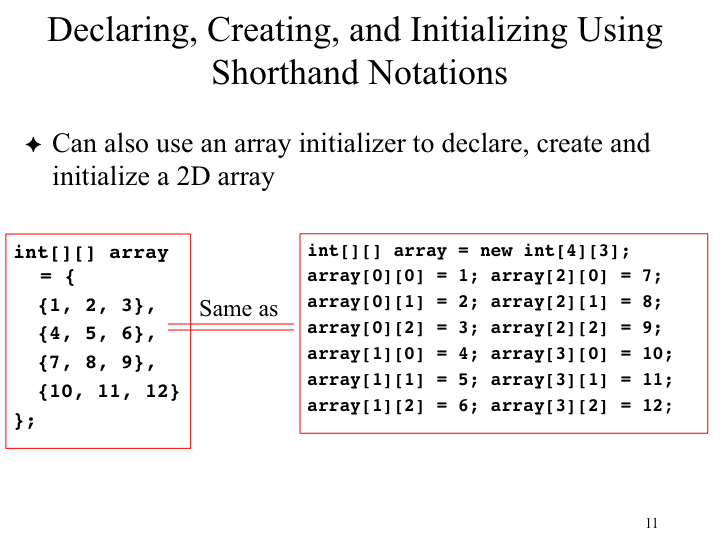 Declaring, Creating, and Initializing Using
Shorthand Notations
✦ Can also use an array initializer to declare, create and
initialize a 2D array
int[][] array
= {
{1, 2, 3},
{4, 5, 6},
{7, 8, 9},
{10, 11, 12}
};
Same as
int[][] array = new int[4][3];
array[0][0] = 1; array[2][0] = 7;
array[0][1] = 2; array[2][1] = 8;
array[0][2] = 3; array[2][2] = 9;
array[1][0] = 4; array[3][0] = 10;
array[1][1] = 5; array[3][1] = 11;
array[1][2] = 6; array[3][2] = 12;
11